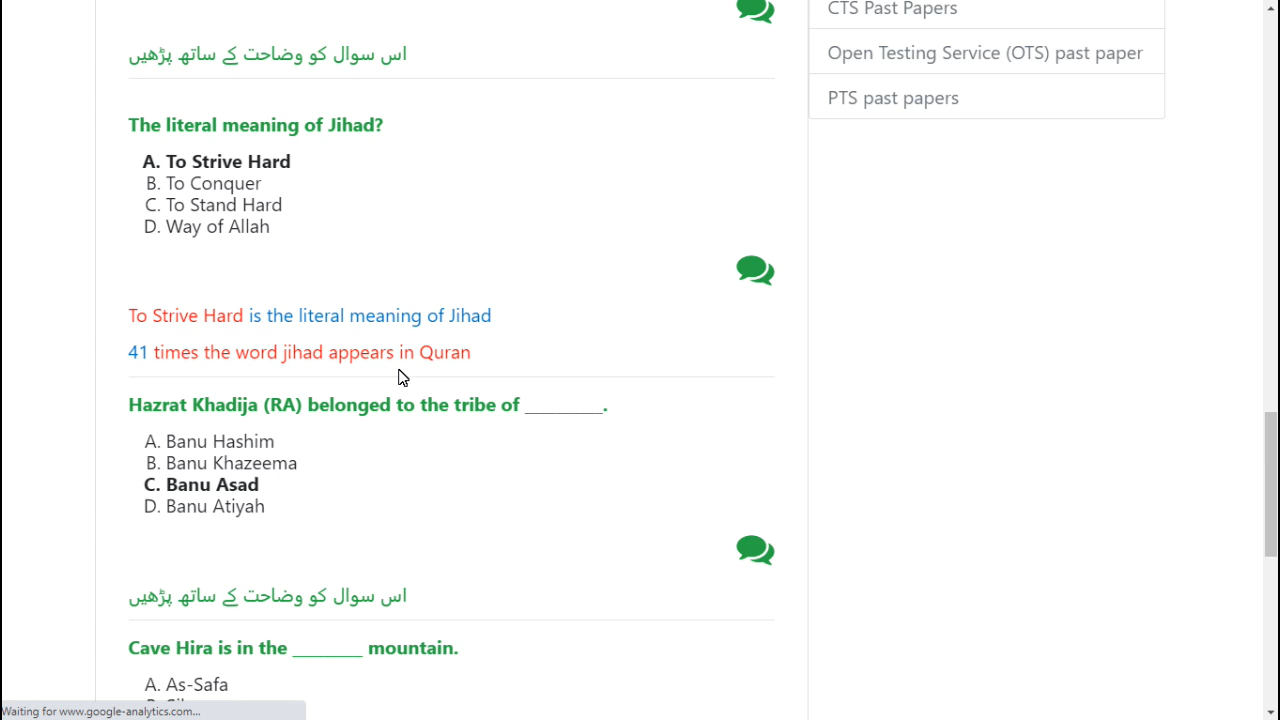 CTS Past Papers
Open Testing Service (OTS) past paper
PTS past papers
اس سوال کو وضاحت کے ساتھ پڑھیں
The literal meaning of Jihad?
A. To Strive Hard
B. To Conquer
C. To Stand Hard
D. Way of Allah
To Strive Hard is the literal meaning of Jihad
41 times the word jihad appears in Quran
Hazrat Khadija (RA) belonged to the tribe of _________.
A. Banu Hashim
B. Banu Khazeema
C. Banu Asad
D. Banu Atiyah
اس سوال کو وضاحت کے ساتھ پڑھیں
Cave Hira is in the ________ mountain.
A. As-Safa
Waiting for www.google-analytics.com...